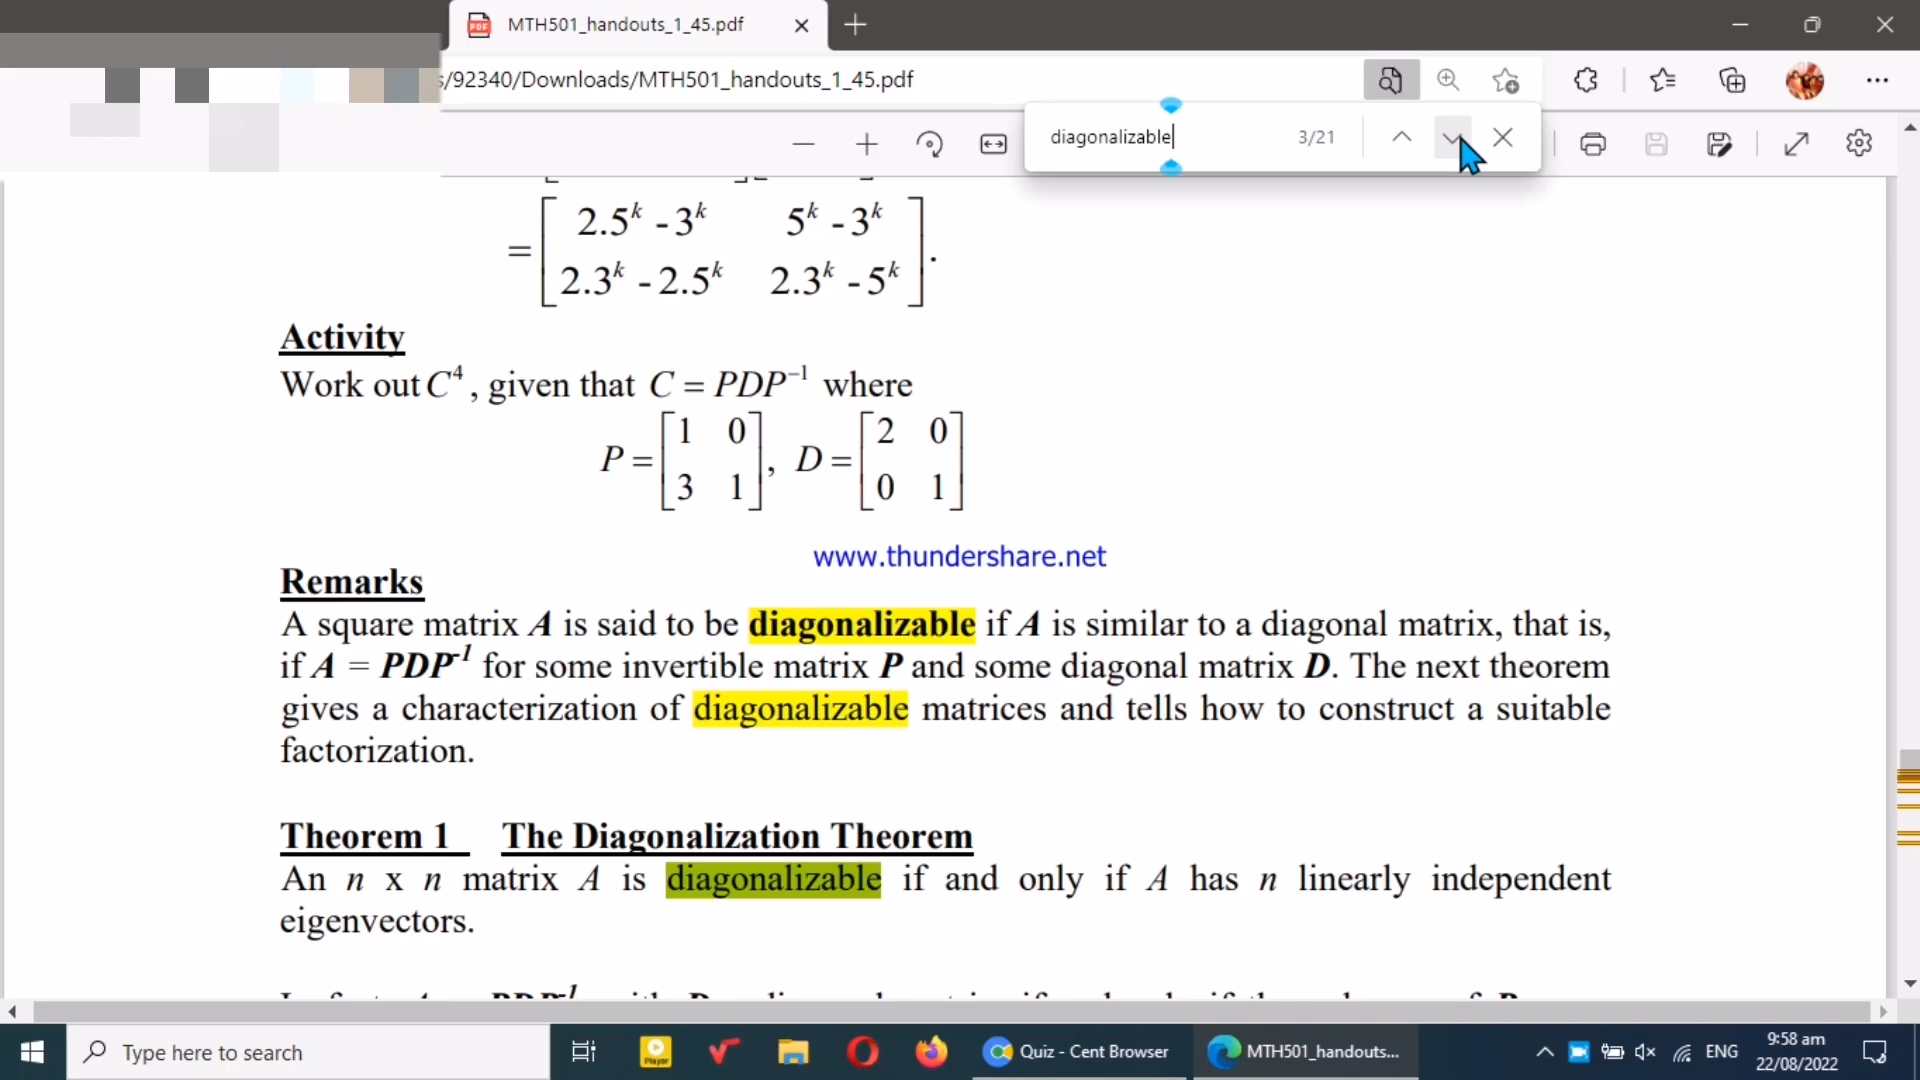 MTH501_handouts_1_45.pdf
/92340/Downloads/MTH501_handouts_1_45.pdf
diagonalizable 3/21
= [ 2.5^k - 3^k 5^k - 3^k
2.3^k - 2.5^k 2.3^k - 5^k ] .
Activity
Work out C^4 , given that C = PDP^−1 where
P = [ 1 0
3 1 ] , D = [ 2 0
0 1 ]
www.thundershare.net
Remarks
A square matrix A is said to be diagonalizable if A is similar to a diagonal matrix, that is,
if A = PDP^-1 for some invertible matrix P and some diagonal matrix D. The next theorem
gives a characterization of diagonalizable matrices and tells how to construct a suitable
factorization.
Theorem 1 The Diagonalization Theorem
An n x n matrix A is diagonalizable if and only if A has n linearly independent
eigenvectors.
Type here to search
Player
Quiz - Cent Browser
MTH501_handouts...
ENG
9:58 am
22/08/2022